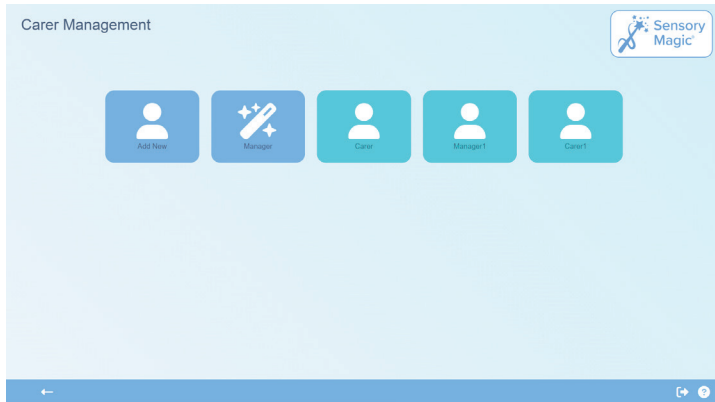 Carer Management
Sensory
Magic®
Add New
Manager
Carer
Manager1
Carer1
?